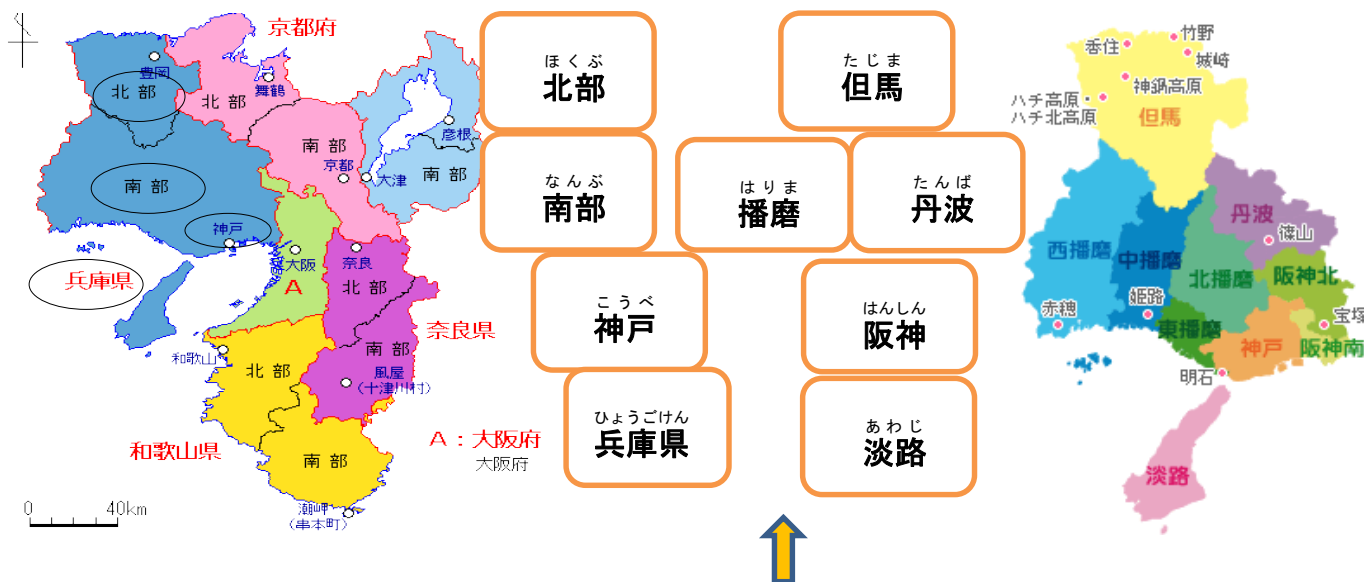 京都府
豊岡
北部
北部
舞鶴
彦根
南部
京都
大津
南部
南部
神戸
大阪
奈良
兵庫県
A
北部
奈良県
和歌山
北部
南部
風屋
(十津川村)
和歌山県
南部
A：大阪府
大阪府
0 40km
潮岬
(串本町)
ほくぶ
北部
たじま
但馬
なんぶ
南部
はりま
播磨
たんば
丹波
こうべ
神戸
はんしん
阪神
ひょうごけん
兵庫県
あわじ
淡路
竹野
香住
城崎
神鍋高原
ハチ高原・
ハチ北高原
但馬
丹波
篠山
西播磨
中播磨
北播磨
阪神北
赤穂
姫路
東播磨
宝塚
神戸
阪神南
明石
淡路